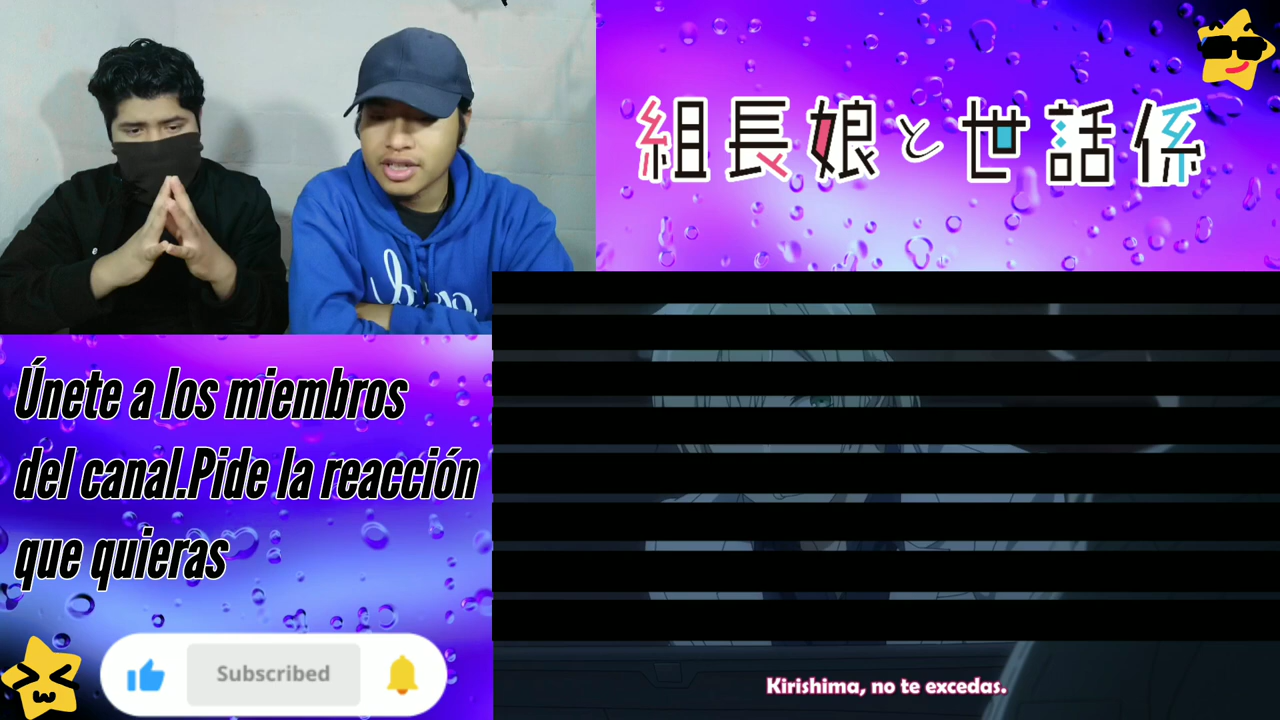 組長娘と世話係
Únete a los miembros
del canal.Pide la reacción
que quieras
Subscribed
Kirishima, no te excedas.